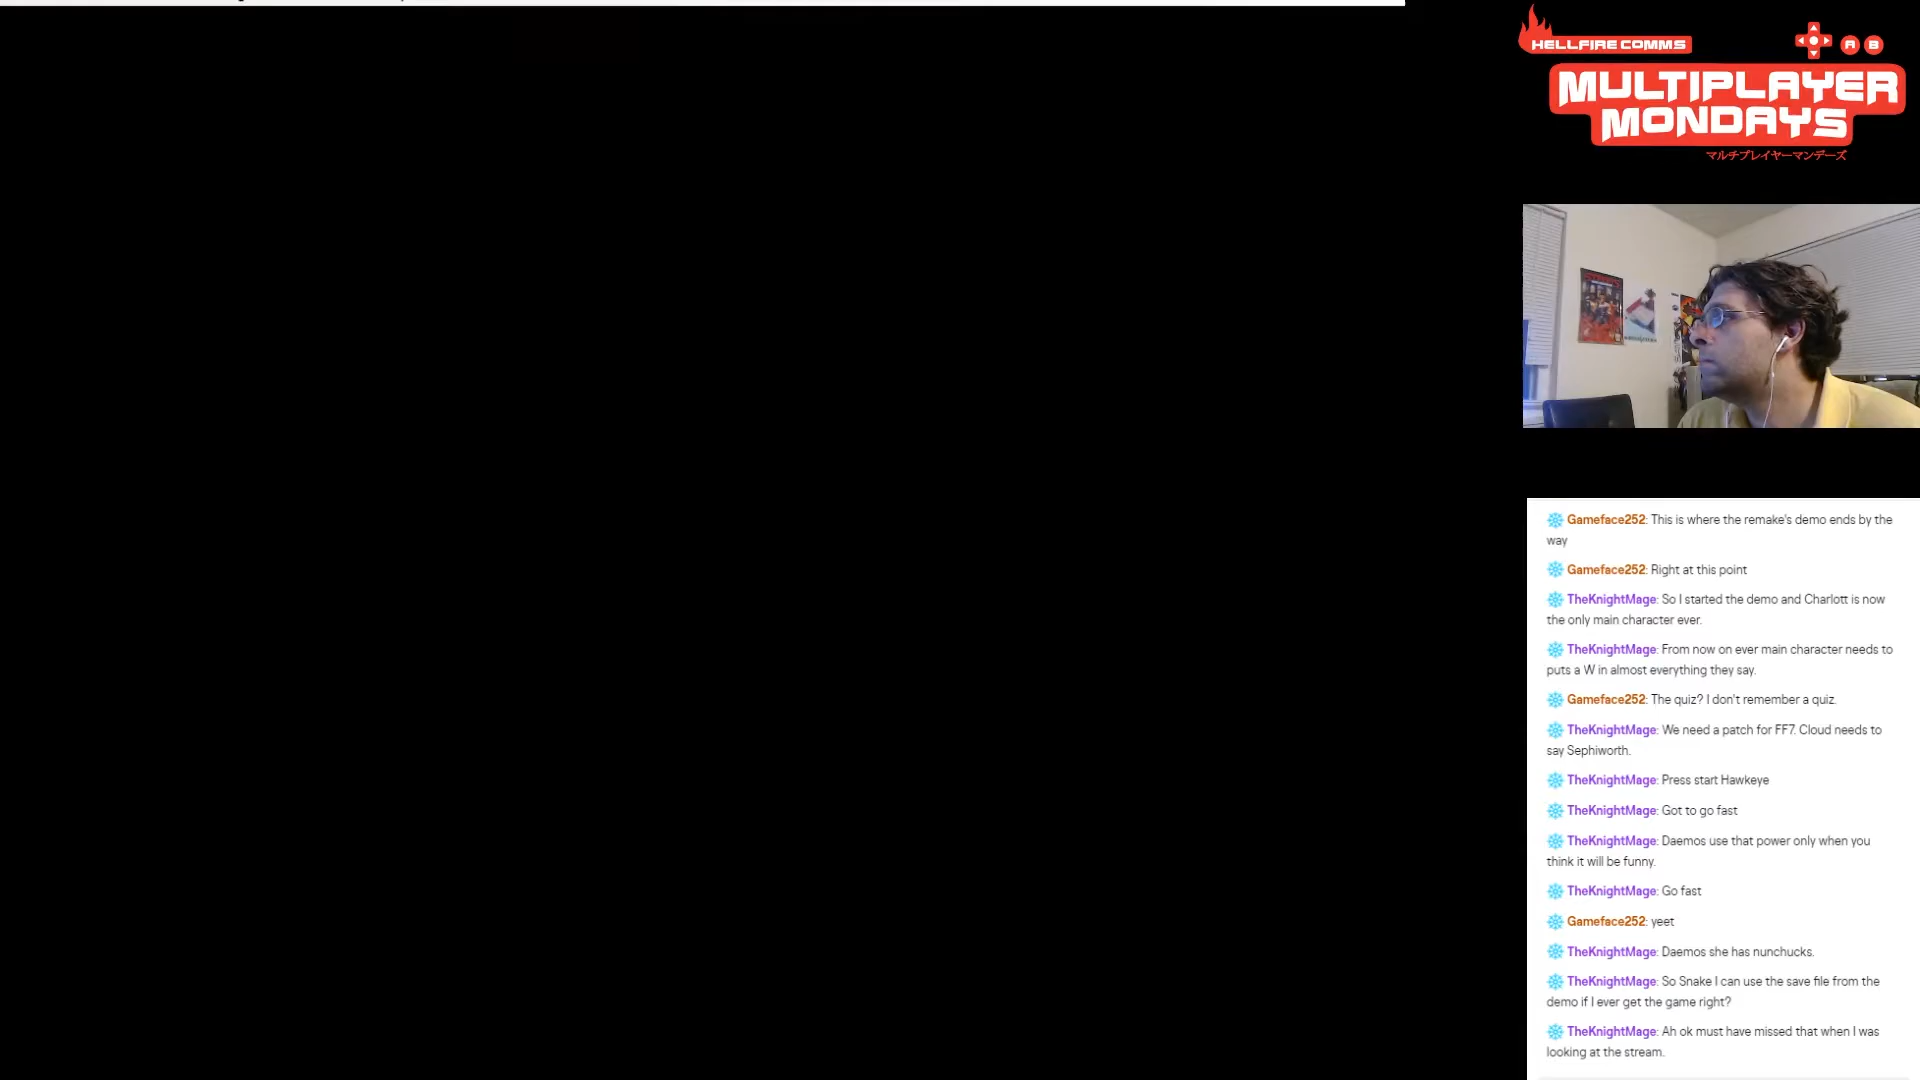 HELLFIRE COMMS
A B
MULTIPLAYER
MONDAYS
マルチプレイヤーマンデーズ
Gameface252: This is where the remake's demo ends by the
way
Gameface252: Right at this point
TheKnightMage: So I started the demo and Charlott is now
the only main character ever.
TheKnightMage: From now on ever main character needs to
puts a W in almost everything they say.
Gameface252: The quiz? I don't remember a quiz.
TheKnightMage: We need a patch for FF7. Cloud needs to
say Sephiworth.
TheKnightMage: Press start Hawkeye
TheKnightMage: Got to go fast
TheKnightMage: Daemos use that power only when you
think it will be funny.
TheKnightMage: Go fast
Gameface252: yeet
TheKnightMage: Daemos she has nunchucks.
TheKnightMage: So Snake I can use the save file from the
demo if I ever get the game right?
TheKnightMage: Ah ok must have missed that when I was
looking at the stream.